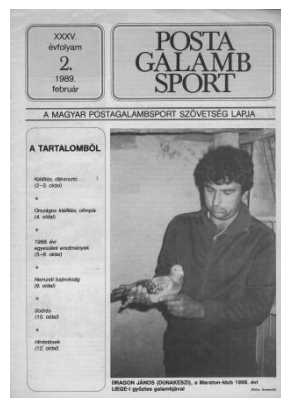 XXXV.
évfolyam
2.
1989.
február
POSTA
GALAMB
SPORT
A MAGYAR POSTAGALAMBSPORT SZÖVETSÉG LAPJA
A TARTALOMBÓL
Kiállítás, díjkiosztó
(2–3. oldal)
*
Országos kiállítás, olimpia
(4. oldal)
*
1988. évi
egyesületi eredmények
(5–8. oldal)
*
Nemzeti bajnokság
(9. oldal)
*
(10. oldal)
*
Hirdetések
(12. oldal)
DRAGON JÁNOS (DUNAKESZI), a Maraton-klub 1988. évi
LIEGE-i győztes galambjával